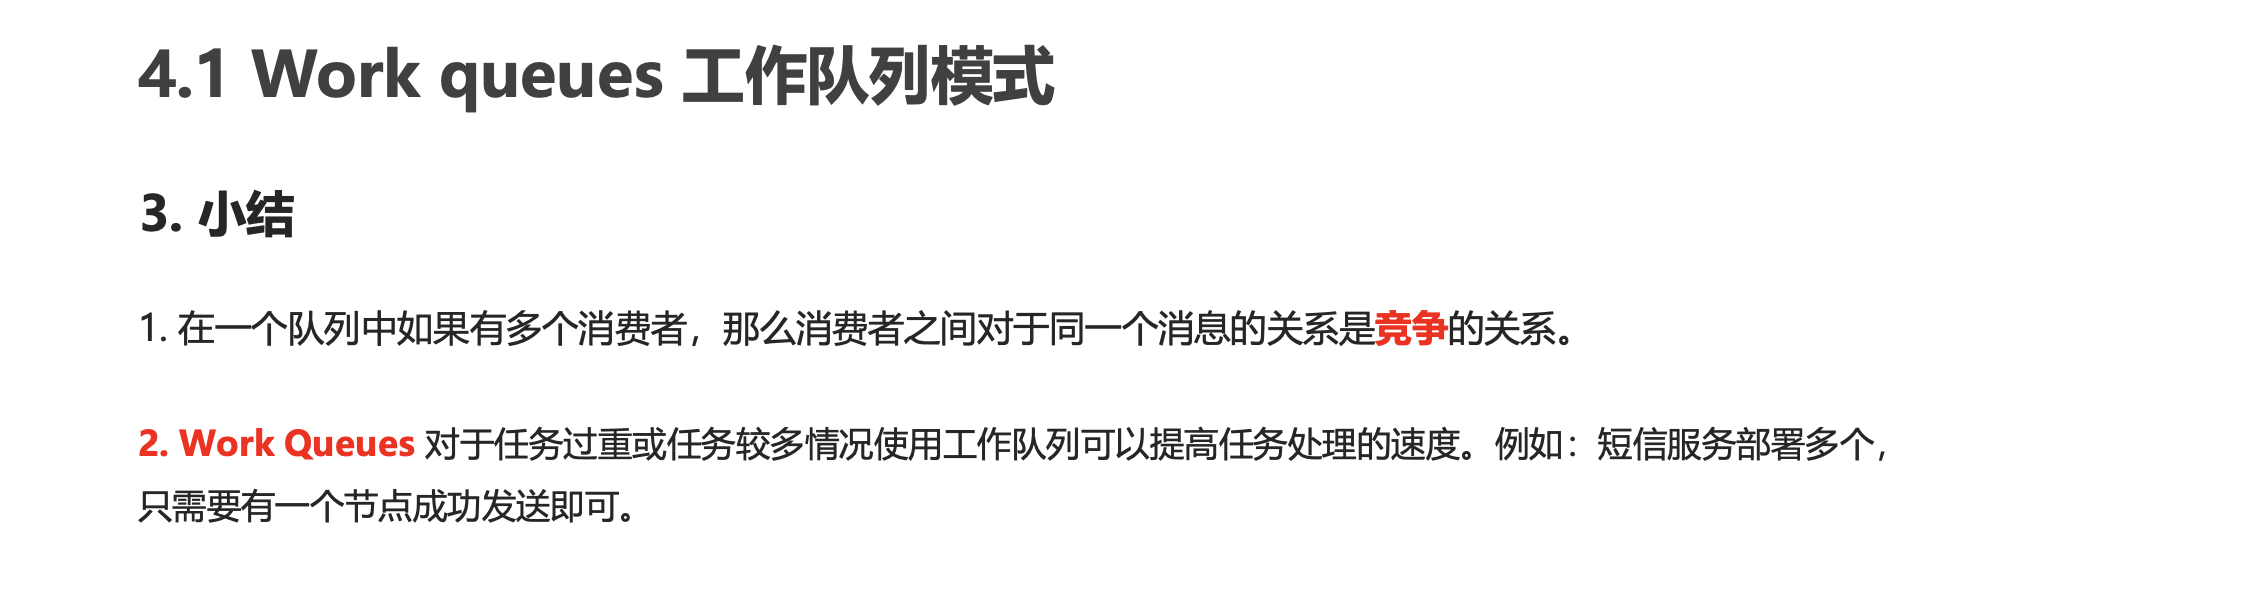 4.1 Work queues 工作队列模式
3. 小结
1. 在一个队列中如果有多个消费者，那么消费者之间对于同一个消息的关系是竞争的关系。
2. Work Queues 对于任务过重或任务较多情况使用工作队列可以提高任务处理的速度。例如：短信服务部署多个，
只需要有一个节点成功发送即可。